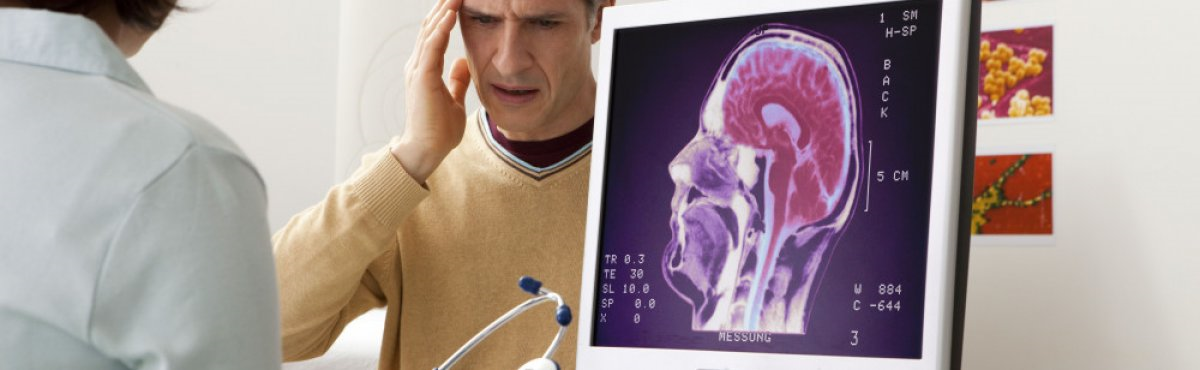 1 SM
H-SP
BACK
5 CM
TR 0.3
TE 30
SL 10.0
SP 0.0
X 0
W 884
C -644
MESSUNG
3